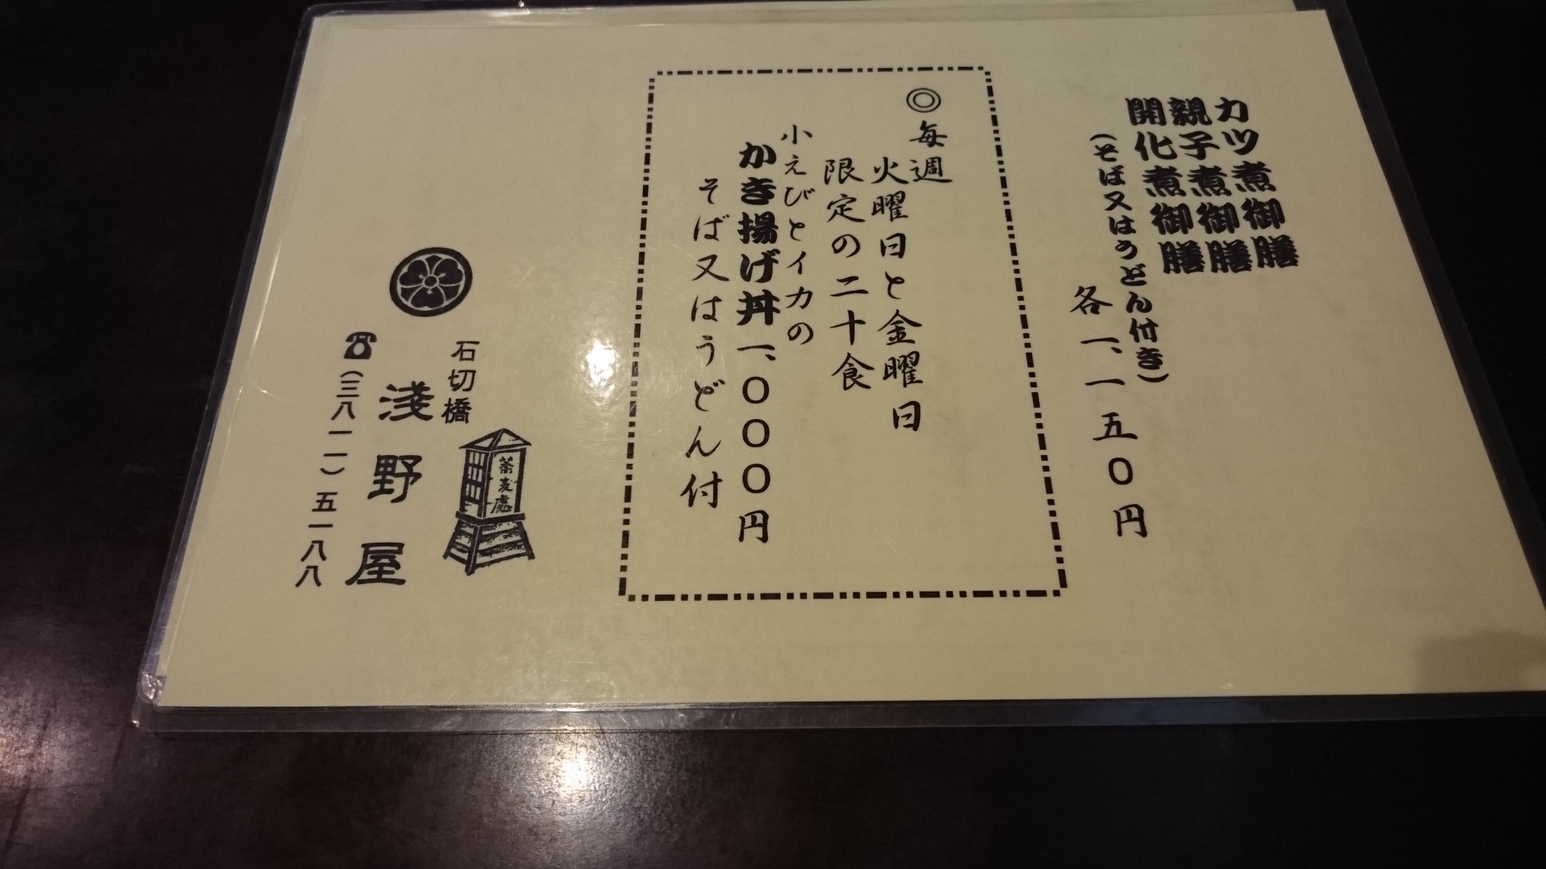 カツ煮御膳
親子煮御膳
開化煮御膳
(そば又はうどん付き)
各一、一五〇円
◎毎週
火曜日と金曜日
限定の二十食
小えびとイカの
かき揚げ丼一、〇〇〇円
そば又はうどん付
蕎麦處
石切橋
淺野屋
☎(三八一一)五一八八